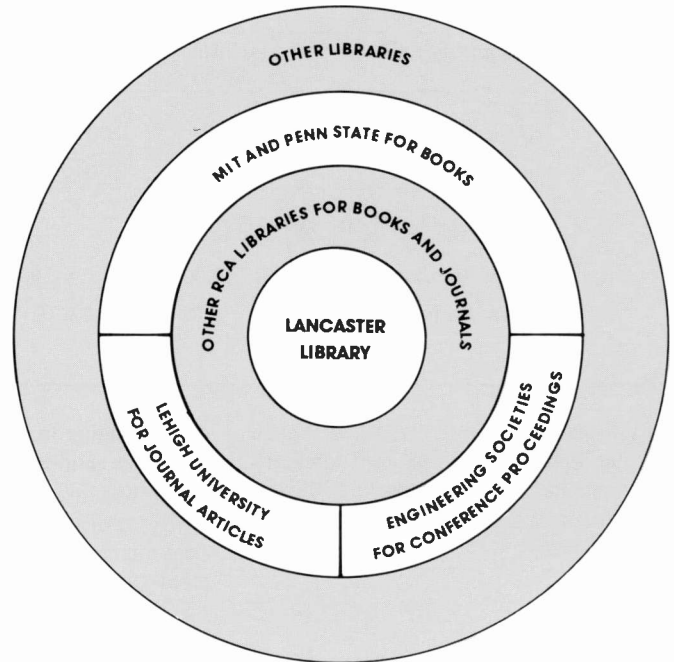 OTHER LIBRARIES
MIT AND PENN STATE FOR BOOKS
OTHER RCA LIBRARIES FOR BOOKS AND JOURNALS
LANCASTER
LIBRARY
LEHIGH UNIVERSITY
FOR JOURNAL ARTICLES
ENGINEERING SOCIETIES
FOR CONFERENCE PROCEEDINGS